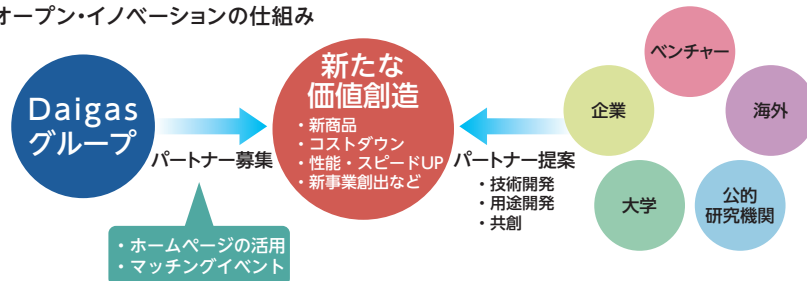 オープン・イノベーションの仕組み
Daigas
グループ
パートナー募集
・ホームページの活用
・マッチングイベント
新たな
価値創造
・新商品
・コストダウン
・性能・スピードUP
・新事業創出など
パートナー提案
・技術開発
・用途開発
・共創
ベンチャー
企業
海外
大学
公的
研究機関